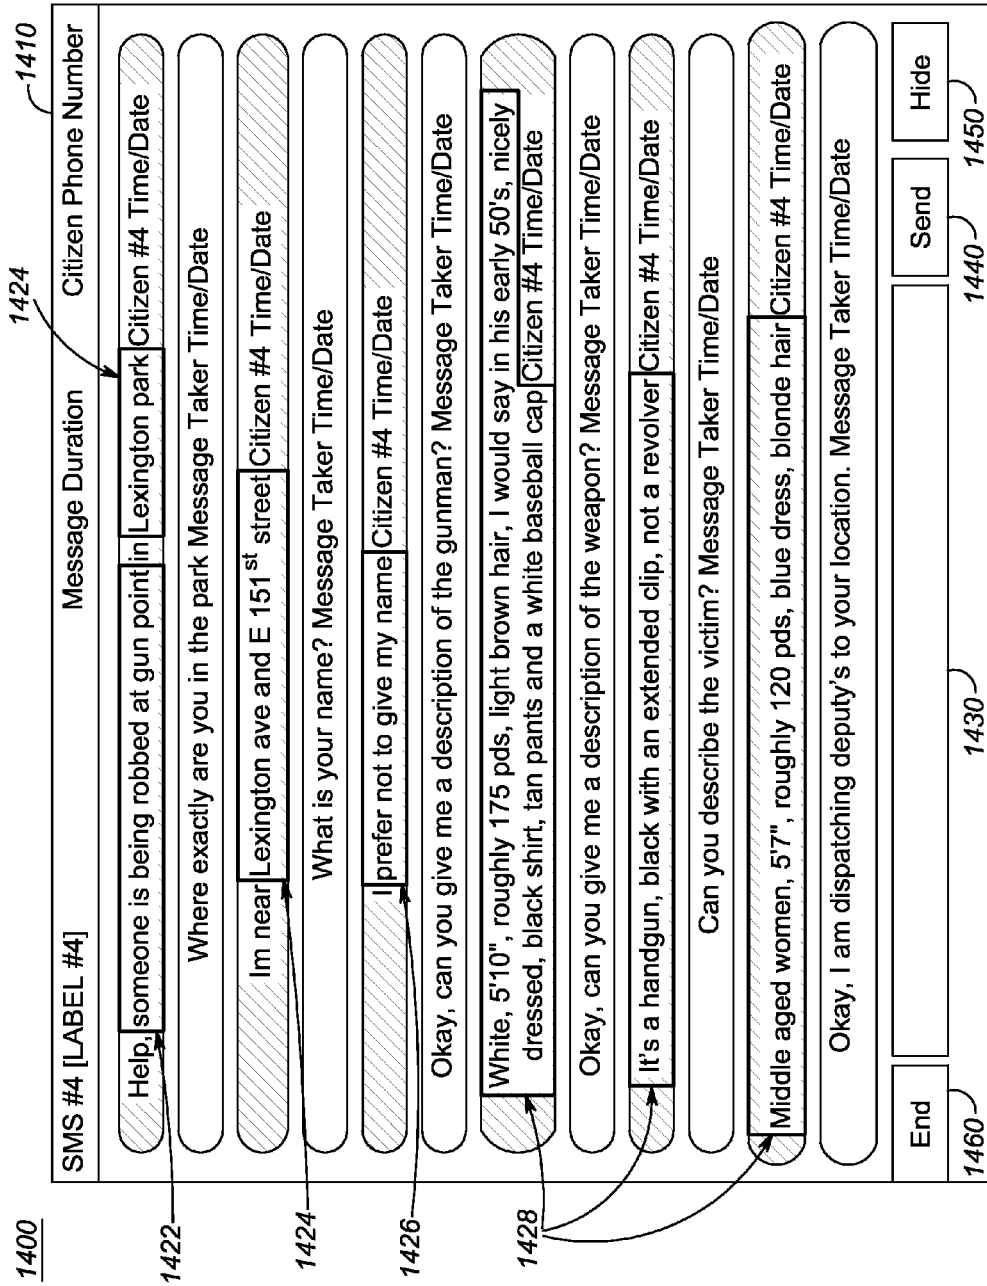 1400
1410
SMS #4 [LABEL #4] Message Duration Citizen Phone Number
1424
Help, someone is being robbed at gun point in Lexington park Citizen #4 Time/Date
1422
Where exactly are you in the park Message Taker Time/Date
Im near Lexington ave and E 151st street Citizen #4 Time/Date
1424
What is your name? Message Taker Time/Date
I prefer not to give my name Citizen #4 Time/Date
1426
Okay, can you give me a description of the gunman? Message Taker Time/Date
White, 5'10", roughly 175 pds, light brown hair, I would say in his early 50's, nicely
dressed, black shirt, tan pants and a white baseball cap Citizen #4 Time/Date
1428
Okay, can you give me a description of the weapon? Message Taker Time/Date
It's a handgun, black with an extended clip, not a revolver Citizen #4 Time/Date
Can you describe the victim? Message Taker Time/Date
Middle aged women, 5'7", roughly 120 pds, blue dress, blonde hair Citizen #4 Time/Date
Okay, I am dispatching deputy's to your location. Message Taker Time/Date
End Send Hide
1460 1430 1440 1450